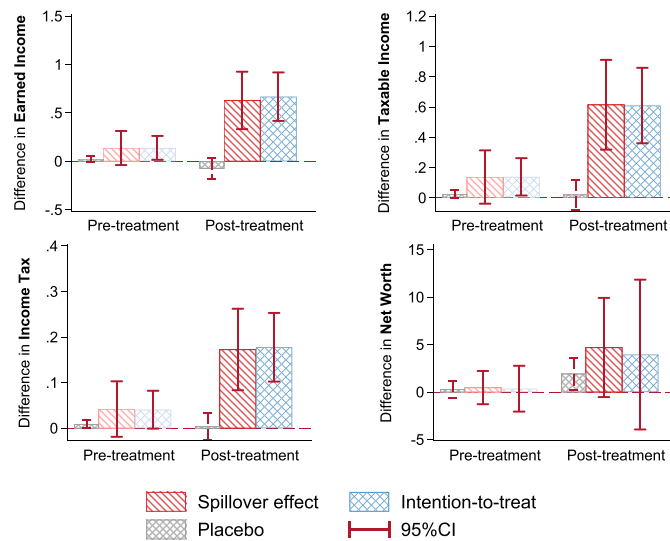 Difference in Earned Income
1.5
1
.5
0
-.5
Pre-treatment Post-treatment
Difference in Taxable Income
1.2
1
.8
.6
.4
.2
0
Pre-treatment Post-treatment
Difference in Income Tax
.4
.3
.2
.1
0
Pre-treatment Post-treatment
Difference in Net Worth
15
10
5
0
-5
Pre-treatment Post-treatment
Spillover effect Intention-to-treat
Placebo 95%CI